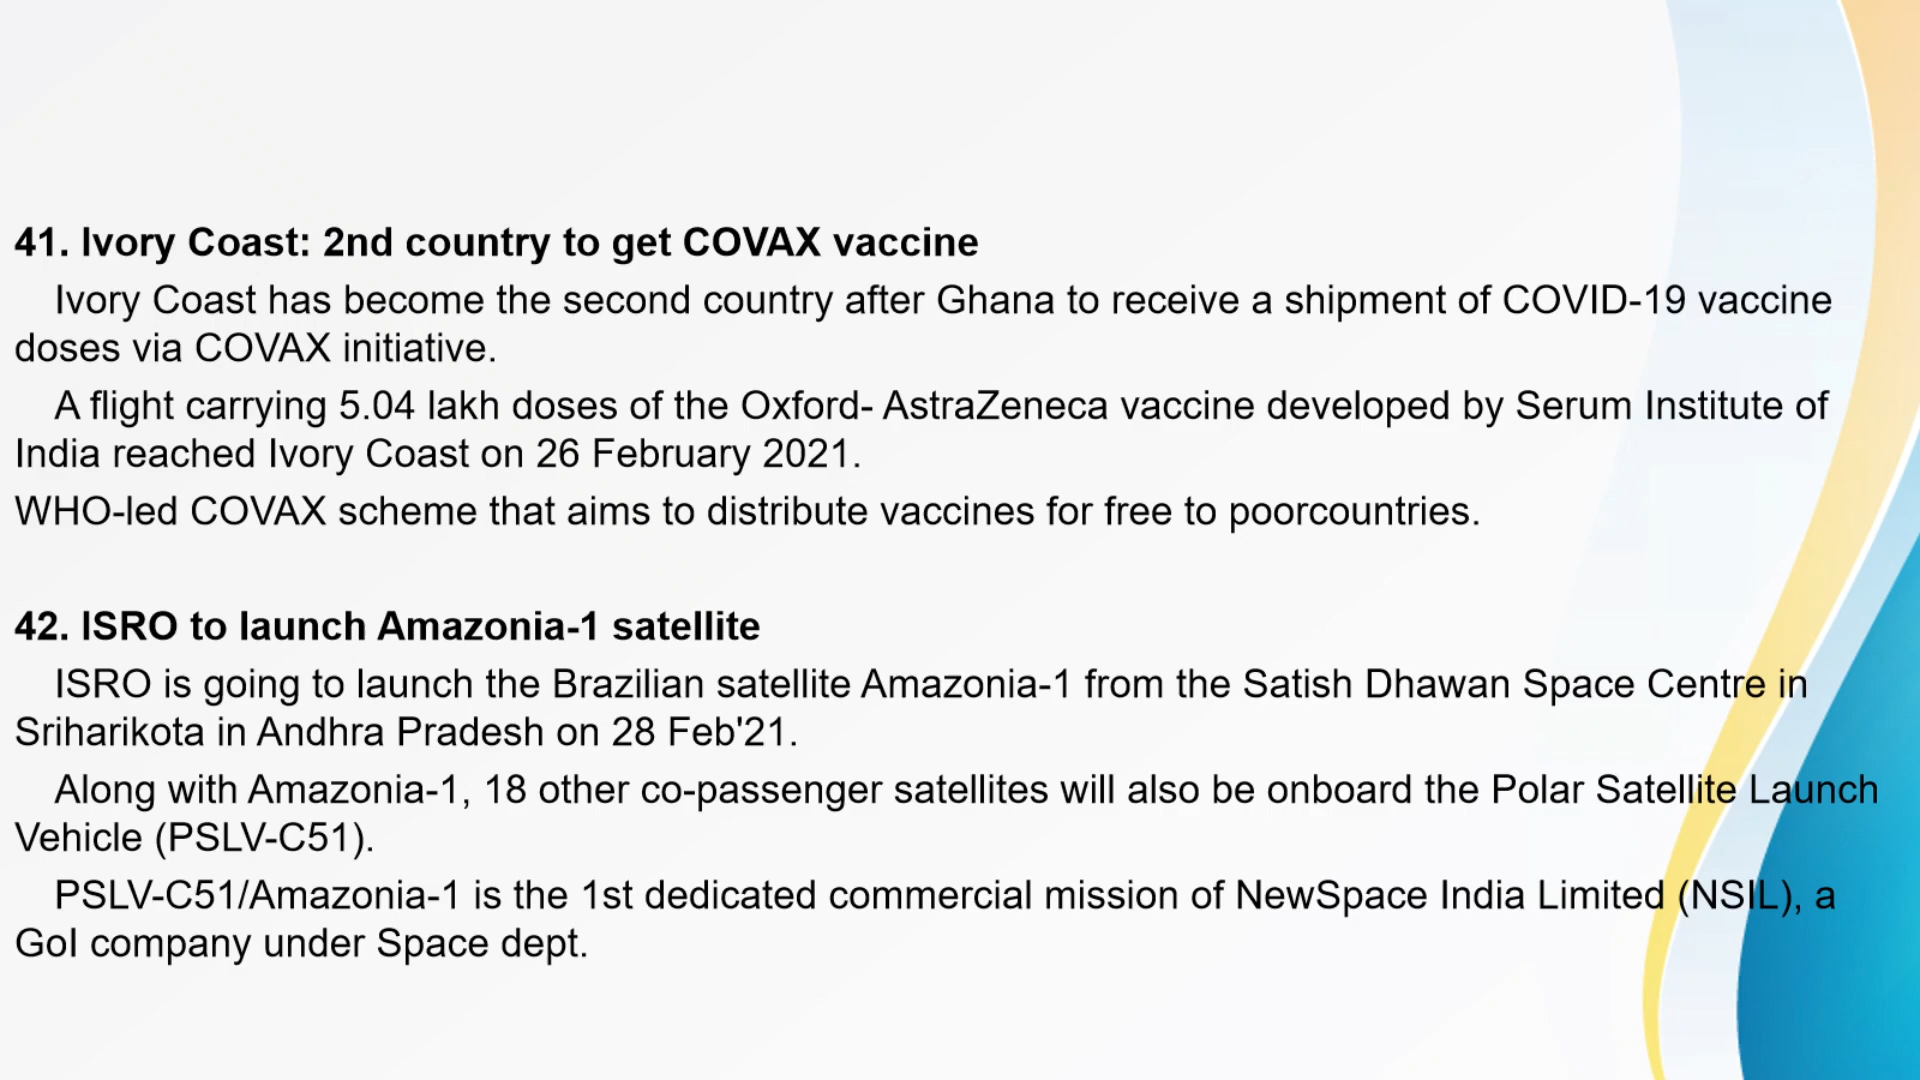 41. Ivory Coast: 2nd country to get COVAX vaccine
Ivory Coast has become the second country after Ghana to receive a shipment of COVID-19 vaccine
doses via COVAX initiative.
A flight carrying 5.04 lakh doses of the Oxford- AstraZeneca vaccine developed by Serum Institute of
India reached Ivory Coast on 26 February 2021.
WHO-led COVAX scheme that aims to distribute vaccines for free to poorcountries.
42. ISRO to launch Amazonia-1 satellite
ISRO is going to launch the Brazilian satellite Amazonia-1 from the Satish Dhawan Space Centre in
Sriharikota in Andhra Pradesh on 28 Feb'21.
Along with Amazonia-1, 18 other co-passenger satellites will also be onboard the Polar Satellite Launch
Vehicle (PSLV-C51).
PSLV-C51/Amazonia-1 is the 1st dedicated commercial mission of NewSpace India Limited (NSIL), a
GoI company under Space dept.